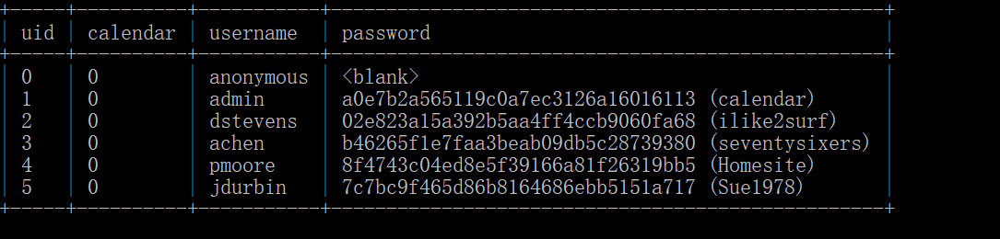 +-----+----------+-----------+------------------------------------------+
| uid | calendar | username | password |
+-----+----------+-----------+------------------------------------------+
| 0 | 0 | anonymous | <blank> |
| 1 | 0 | admin | a0e7b2a565119c0a7ec3126a16016113 (calendar) |
| 2 | 0 | dstevens | 02e823a15a392b5aa4ff4ccb9060fa68 (ilike2surf) |
| 3 | 0 | achen | b46265f1e7faa3beab09db5c28739380 (seventysixers) |
| 4 | 0 | pmoore | 8f4743c04ed8e5f39166a81f26319bb5 (Homesite) |
| 5 | 0 | jdurbin | 7c7bc9f465d86b8164686ebb5151a717 (Sue1978) |
+-----+----------+-----------+------------------------------------------+